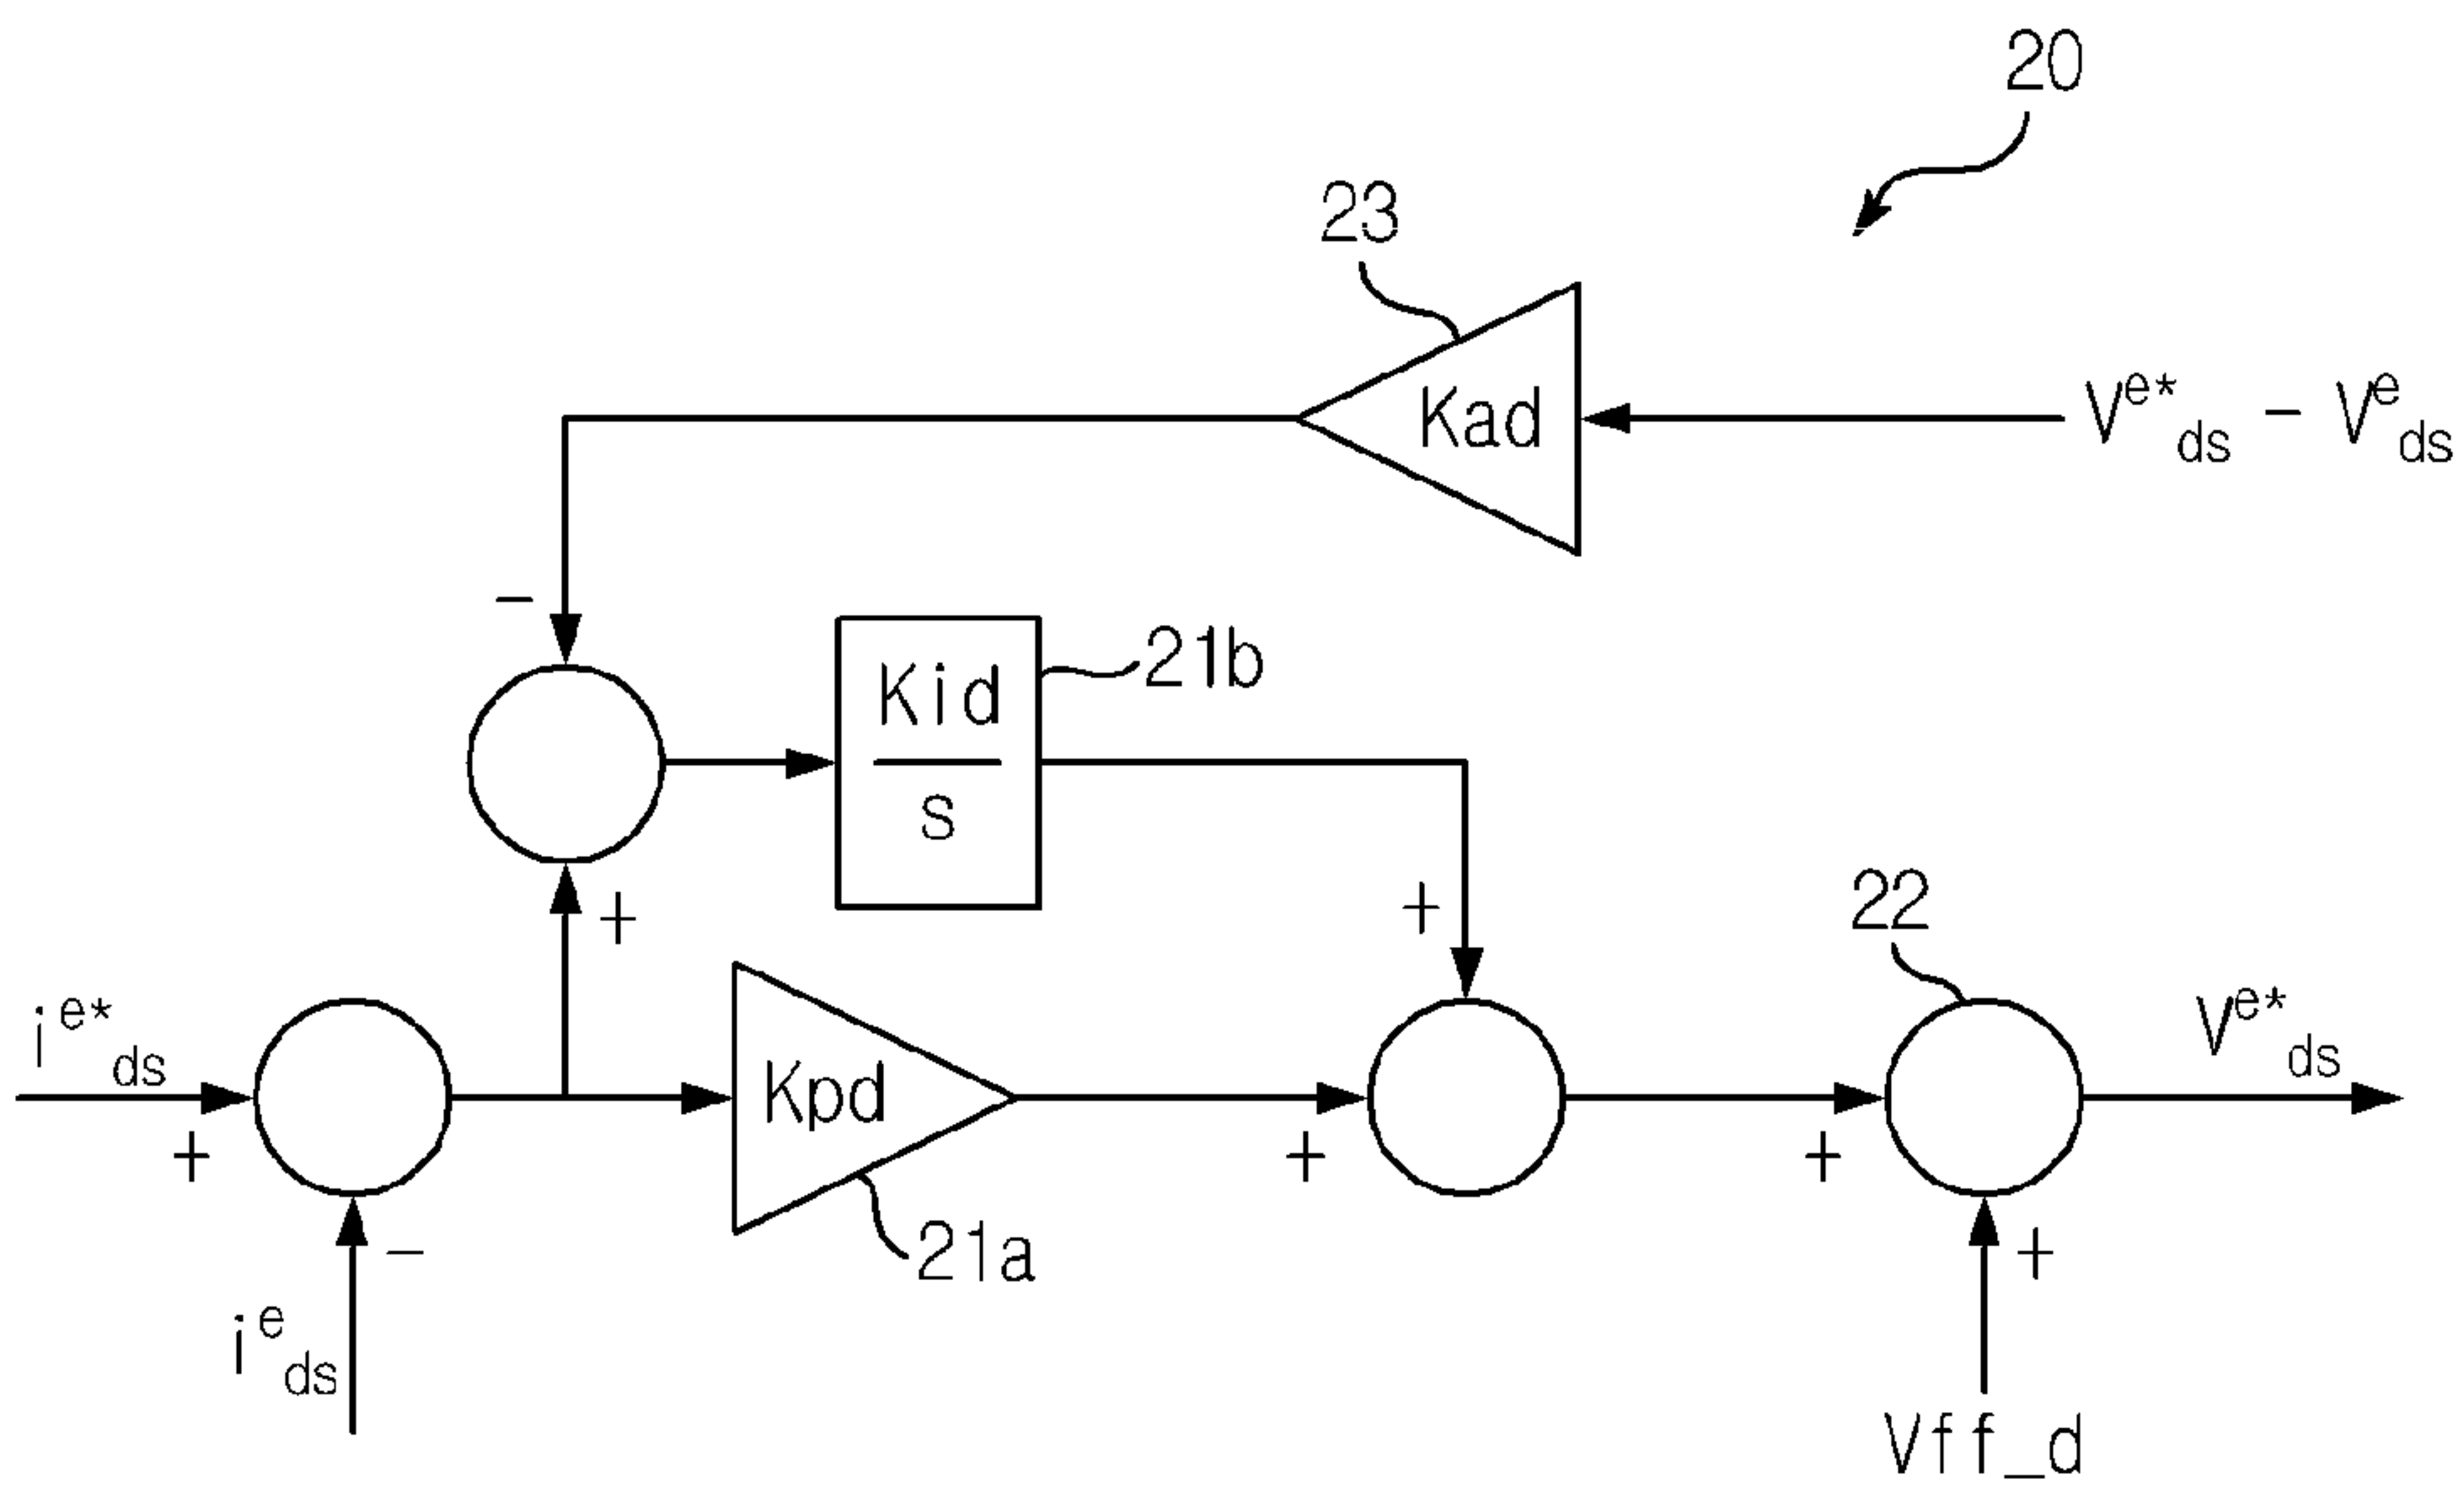 20
23
Kad
V^e*_ds - V^e_ds
-
Kid
s
21b
+
+
22
i^e*_ds
Kpd
V^e*_ds
+
+
+
-
+
21a
i^e_ds
Vff_d